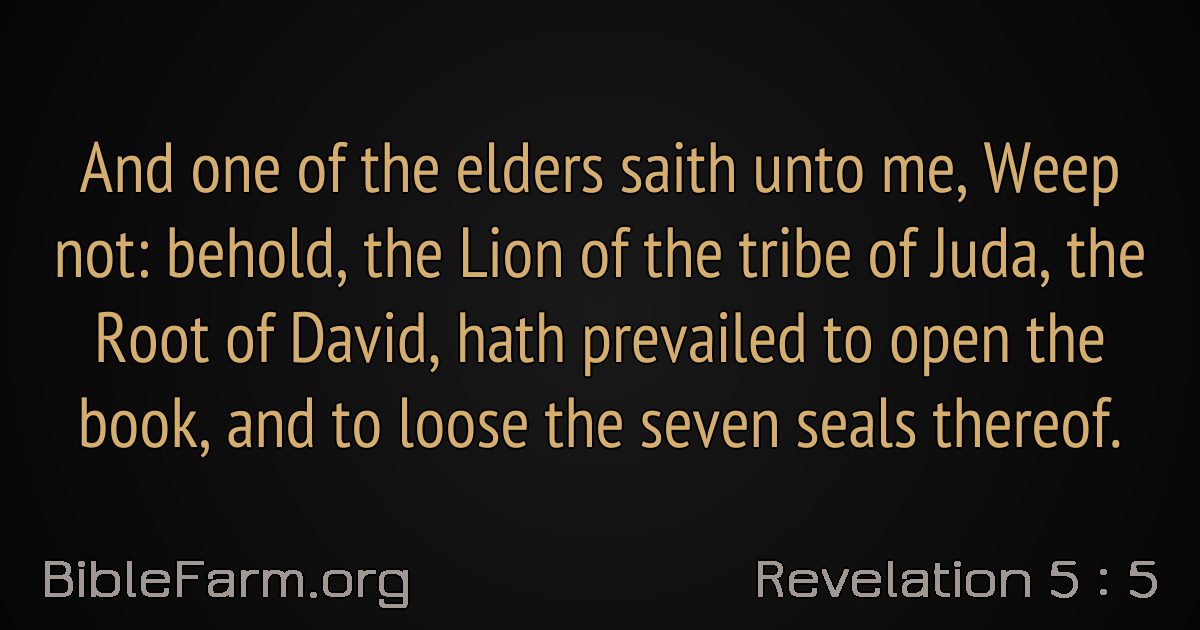 And one of the elders saith unto me, Weep
not: behold, the Lion of the tribe of Juda, the
Root of David, hath prevailed to open the
book, and to loose the seven seals thereof.
BibleFarm.org
Revelation 5 : 5